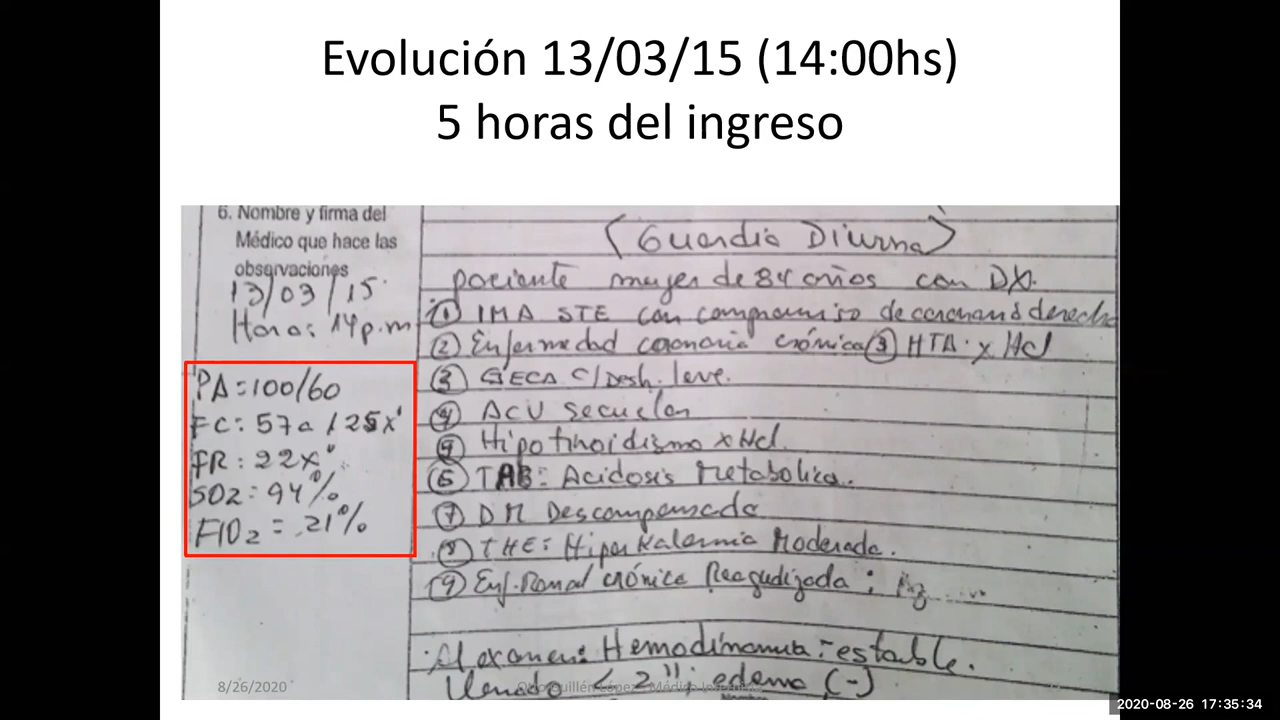 Evolución 13/03/15 (14:00hs)
5 horas del ingreso
6. Nombre y firma del
Médico que hace las
observaciones
13/03/15
Hora: 14p.m
PA=100/60
FC: 57a 125x'
FR: 22x'
SO2: 94%
FIO2 = .21%
(Guardia Diurna)
paciente mujer de 84 años con DX.
① IMA STE con compromiso de coronaria derecha
② Enfermedad coronaria crónica ③ HTA x Hcl
③ GECA C/Desh. leve.
④ ACV secuelar
⑤ Hipotiroidismo x Hcl.
⑥ TAB: Acidosis Metabolica.
⑦ DM Descompensada
⑧ THE: Hiperkalemia Moderada.
⑨ Enf. Renal crónica Reagudizada;
Al examen: Hemodinamia: estable.
llenado < 2"; edema (-)
8/26/2020
2020-08-26 17:35:34